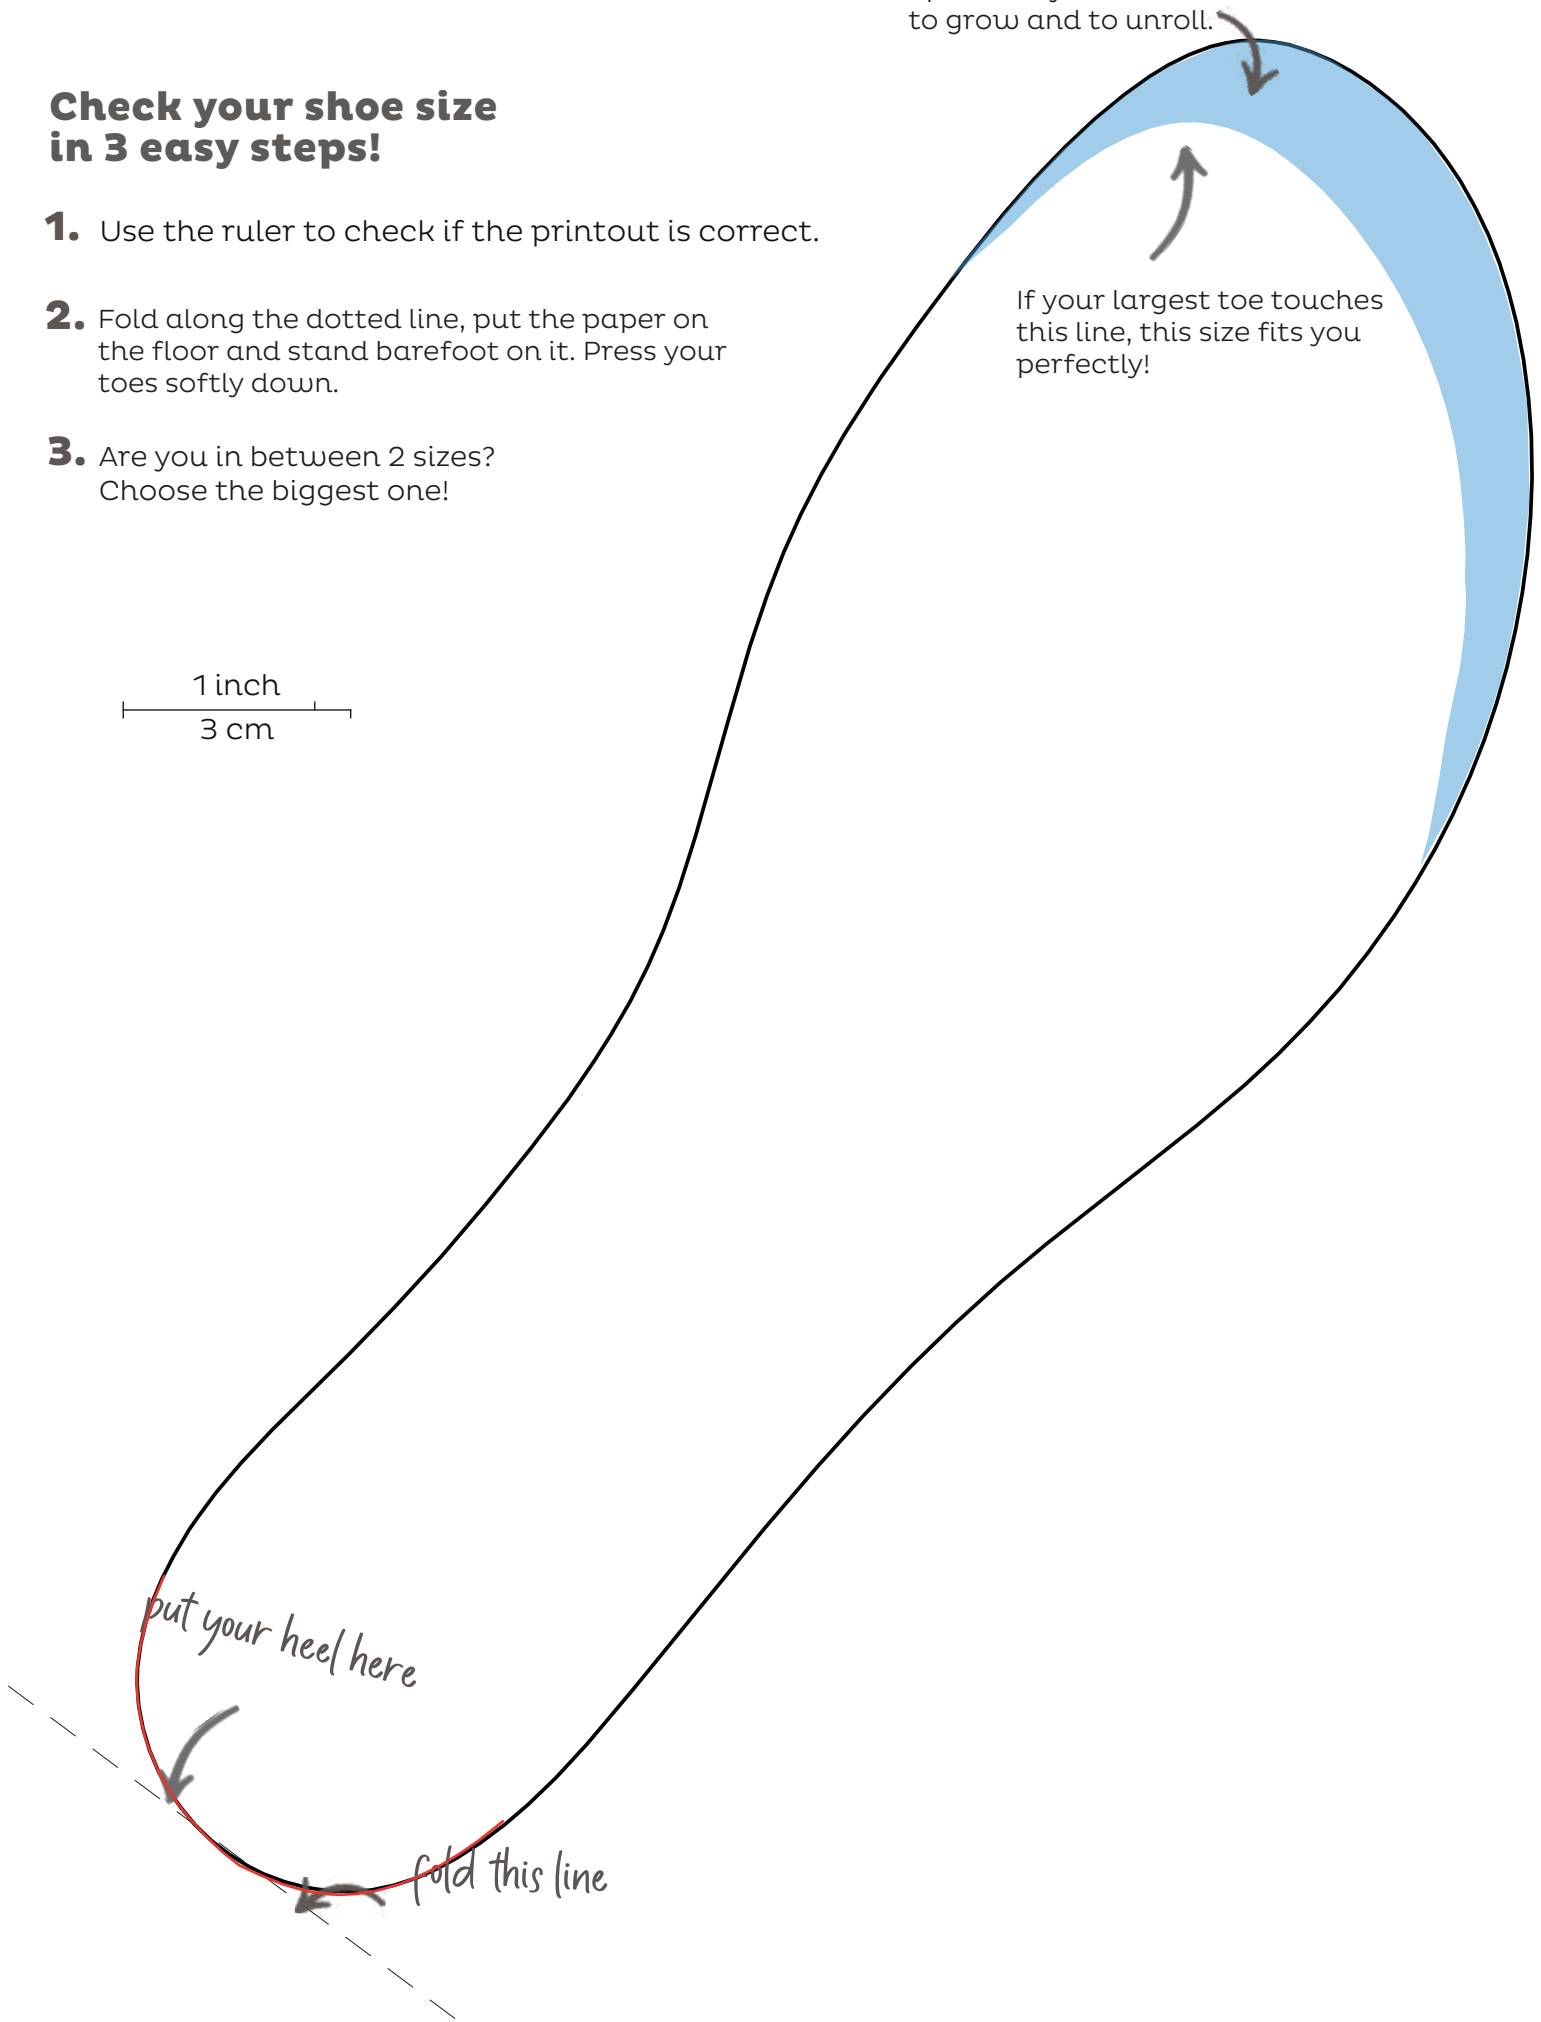 to grow and to unroll.
Check your shoe size
in 3 easy steps!
1. Use the ruler to check if the printout is correct.
2. Fold along the dotted line, put the paper on
the floor and stand barefoot on it. Press your
toes softly down.
3. Are you in between 2 sizes?
Choose the biggest one!
If your largest toe touches
this line, this size fits you
perfectly!
1 inch
3 cm
put your heel here
fold this line